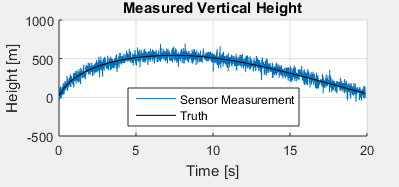 Measured Vertical Height
1000
500
0
-500
Height [m]
Sensor Measurement
Truth
0
5
10
15
20
Time [s]